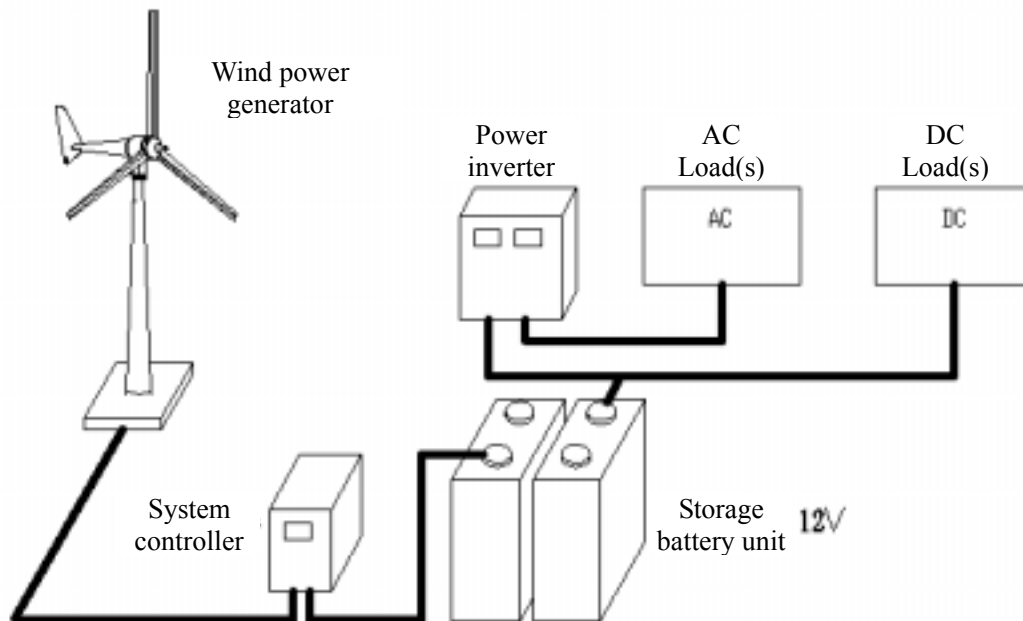 Wind power
generator
Power
inverter
AC
Load(s)
DC
Load(s)
AC
DC
System
controller
Storage
battery unit
12V